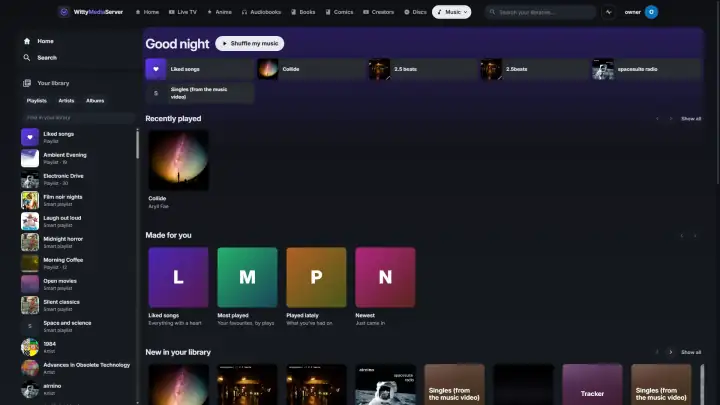 WittyMediaServer
Home
Live TV
Anime
Audiobooks
Books
Comics
Creators
Discs
Music
Search your libraries...
owner
O
Home
Search
Your library
Playlists
Artists
Albums
Find in your library
Liked songs
Playlist
Ambient Evening
Playlist · 18
Electronic Drive
Playlist · 20
Film noir nights
Smart playlist
Laugh out loud
Smart playlist
Midnight horror
Smart playlist
Morning Coffee
Playlist · 12
Open movies
Smart playlist
Silent classics
Smart playlist
S
Space and science
Smart playlist
1984
Artist
Advances in Obsolete Technology
Artist
airnino
Artist
Good night
Shuffle my music
Liked songs
Collide
2.5 beats
2.5beats
spacesuite radio
S
Singles (from the music
video)
Recently played
Show all
Collide
Aryll Fae
Made for you
L
M
P
N
Liked songs
Everything with a heart
Most played
Your favourites, by plays
Played lately
What you've had on
Newest
Just came in
New in your library
Show all
airnino
spacesuite
radio
Singles (from
the music video)
Tracker
Singles (from
the music video)